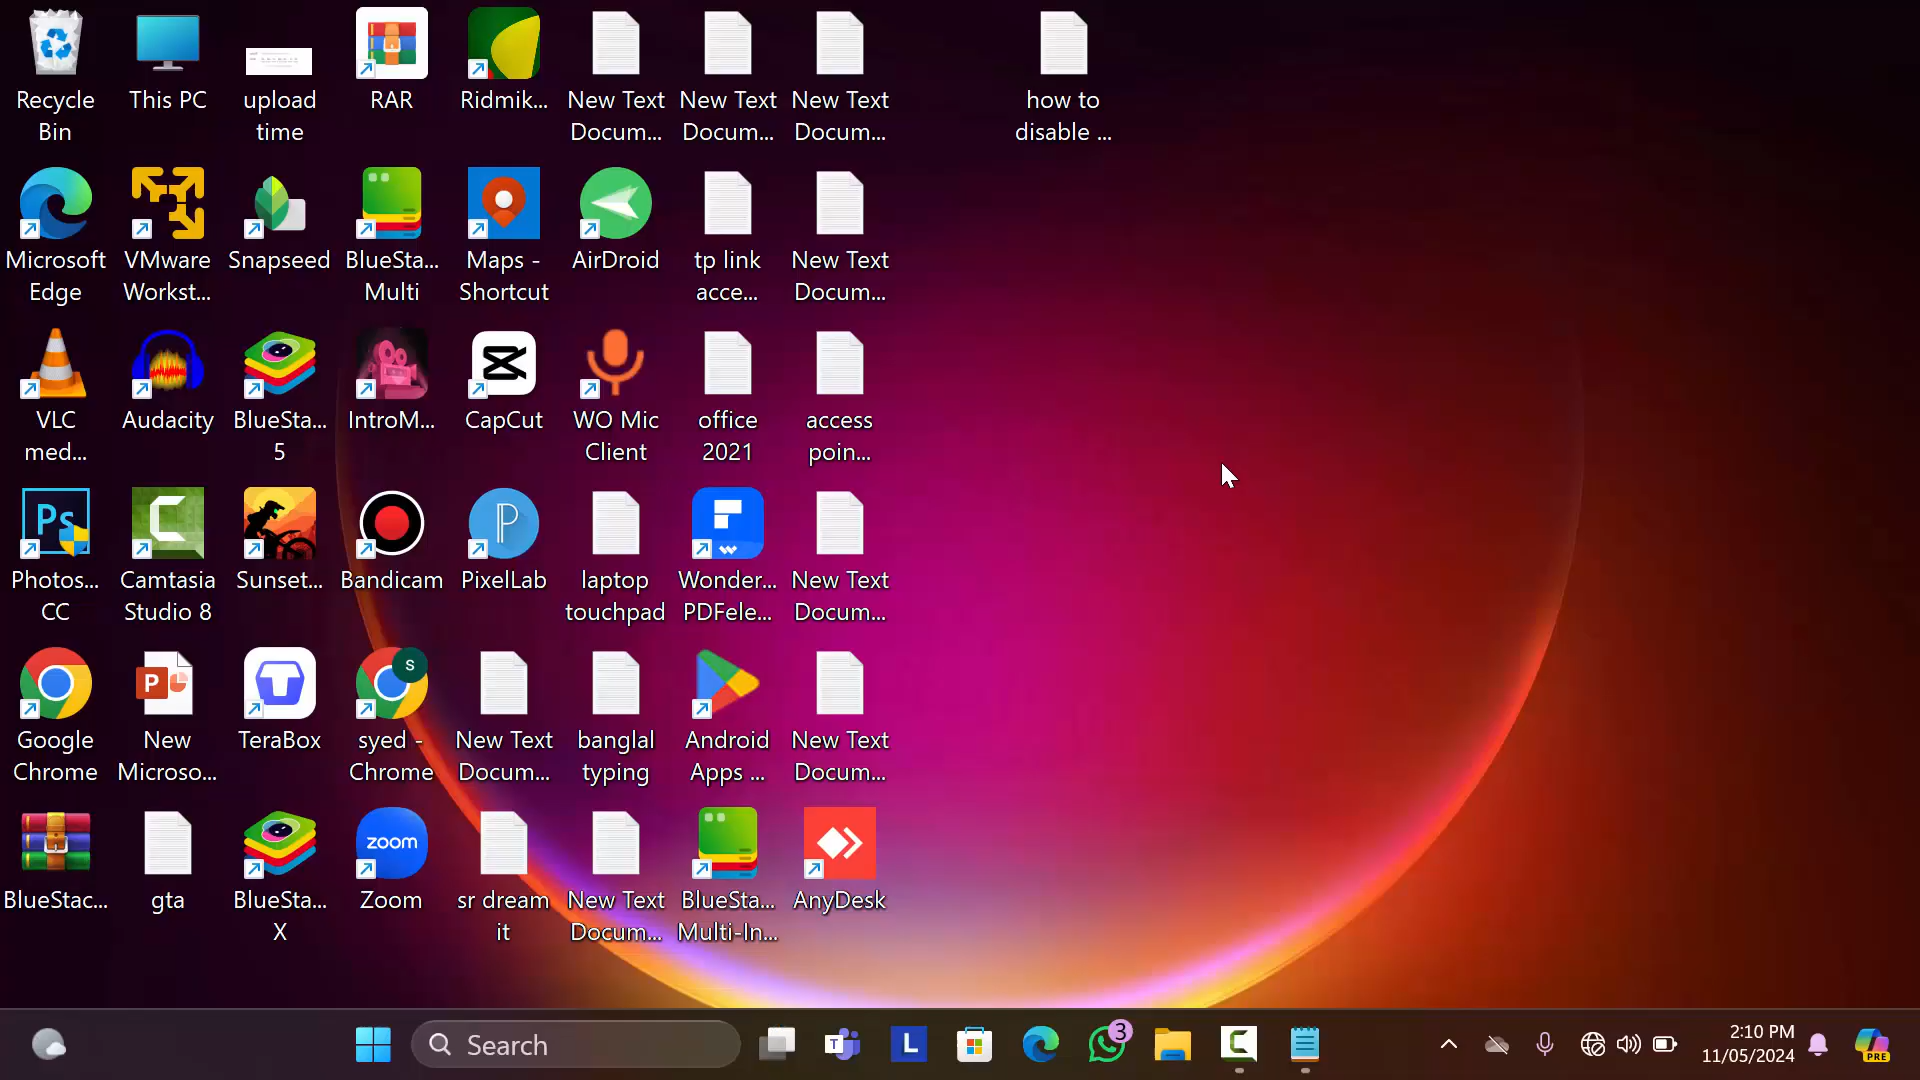 Recycle
Bin
This PC
upload
time
RAR
Ridmik...
New Text
Docum...
New Text
Docum...
New Text
Docum...
how to
disable ...
Microsoft
Edge
VMware
Workst...
Snapseed
BlueSta...
Multi
Maps -
Shortcut
AirDroid
tp link
acce...
New Text
Docum...
VLC
med...
Audacity
BlueSta...
5
IntroM...
CapCut
WO Mic
Client
office
2021
access
poin...
Ps
Photos...
CC
Camtasia
Studio 8
Sunset...
Bandicam
P
PixelLab
laptop
touchpad
Wonder...
PDFele...
New Text
Docum...
Google
Chrome
P
New
Microso...
TeraBox
s
syed -
Chrome
New Text
Docum...
banglal
typing
Android
Apps ...
New Text
Docum...
BlueStac...
gta
BlueSta...
X
zoom
Zoom
sr dream
it
New Text
Docum...
BlueSta...
Multi-In...
AnyDesk
Search
T
L
3
2:10 PM
11/05/2024
PRE